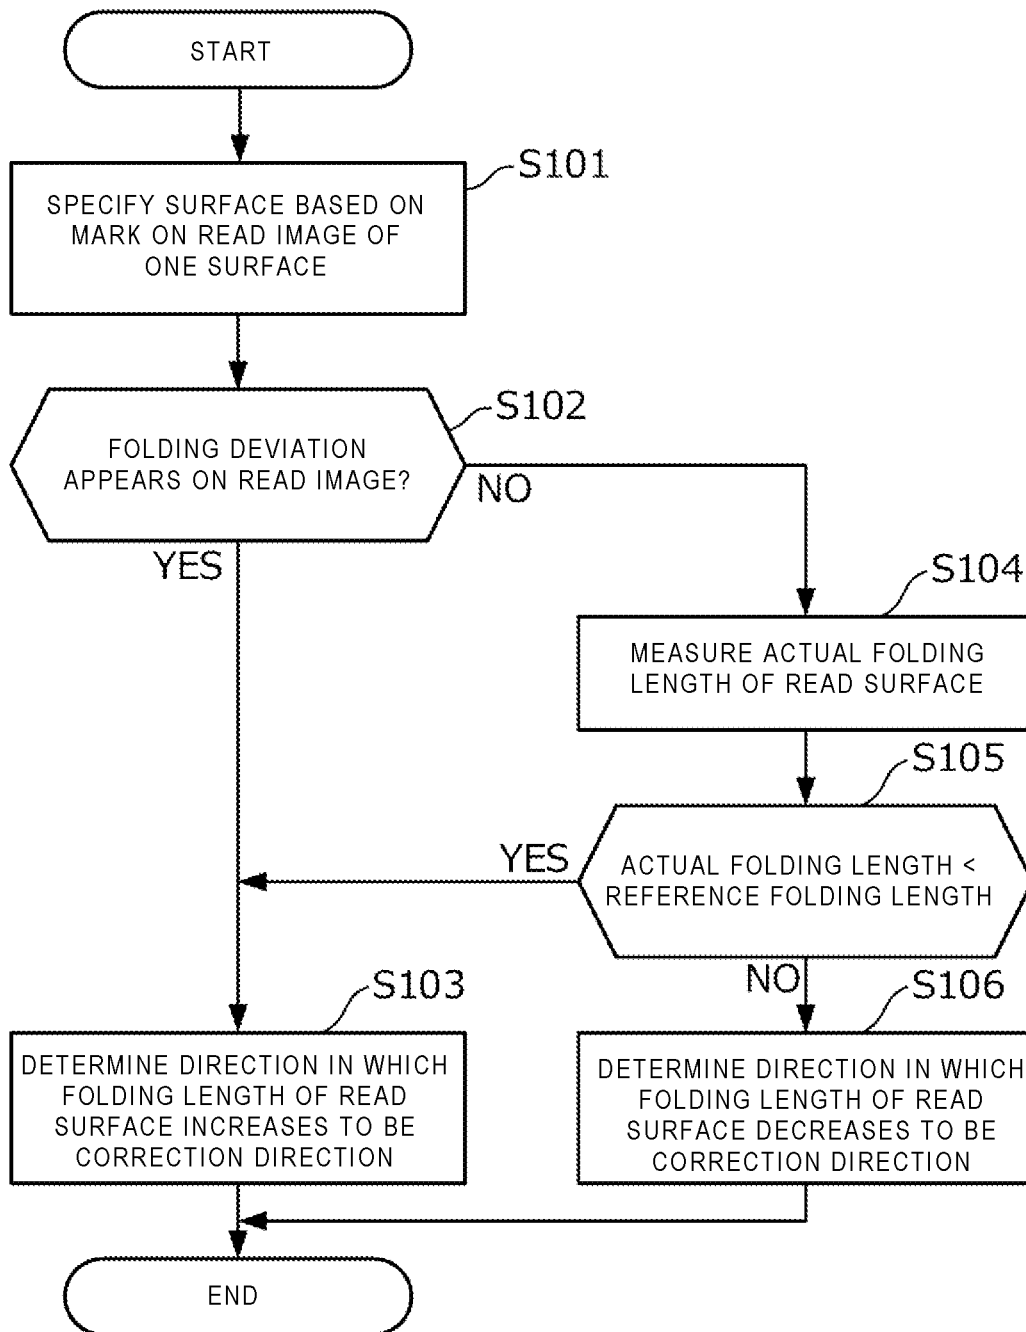 START
S101
SPECIFY SURFACE BASED ON
MARK ON READ IMAGE OF
ONE SURFACE
S102
FOLDING DEVIATION
APPEARS ON READ IMAGE?
NO
YES
S104
MEASURE ACTUAL FOLDING
LENGTH OF READ SURFACE
S105
YES
ACTUAL FOLDING LENGTH <
REFERENCE FOLDING LENGTH
NO
S103
S106
DETERMINE DIRECTION IN WHICH
FOLDING LENGTH OF READ
SURFACE INCREASES TO BE
CORRECTION DIRECTION
DETERMINE DIRECTION IN WHICH
FOLDING LENGTH OF READ
SURFACE DECREASES TO BE
CORRECTION DIRECTION
END